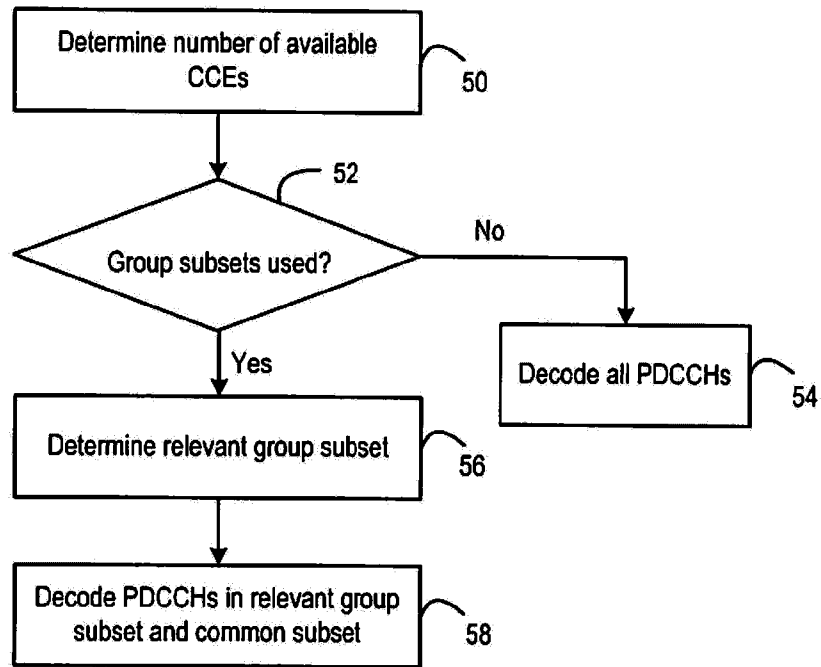 Determine number of available
CCEs
50
52
Group subsets used?
No
Yes
Decode all PDCCHs
54
Determine relevant group subset
56
Decode PDCCHs in relevant group
subset and common subset
58